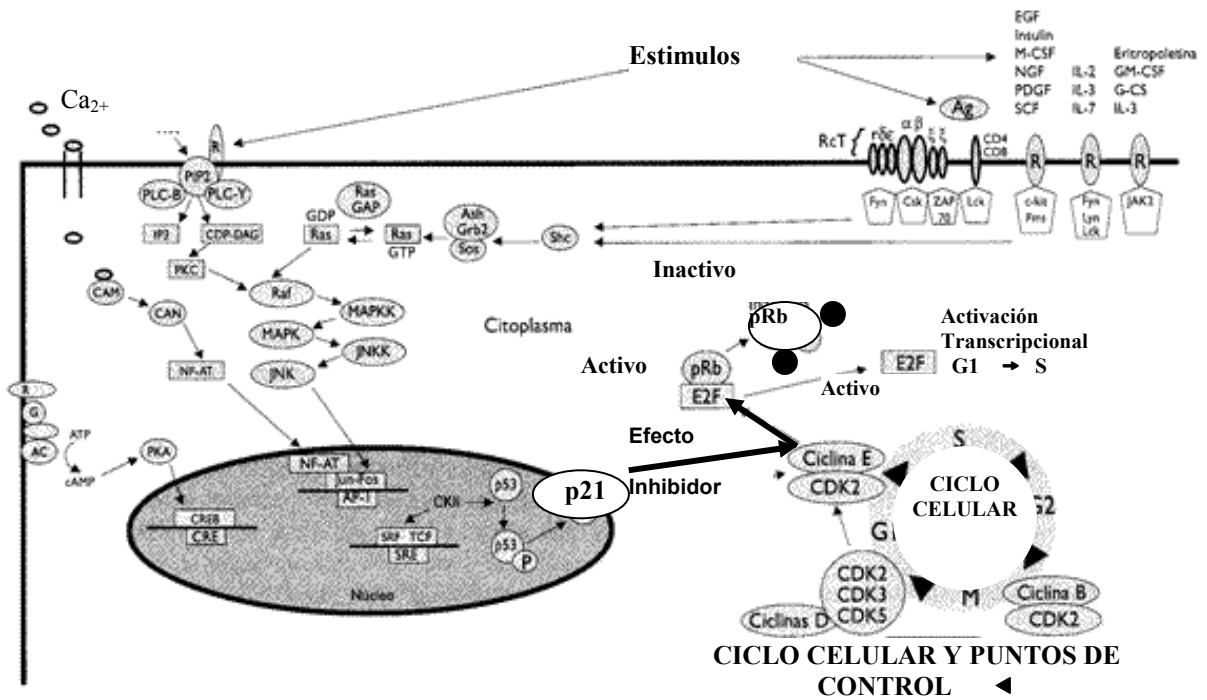 EGF
Insulin
M-CSF Eritropoletina
NGF IL-2 GM-CSF
PDGF IL-3 G-CS
SCF IL-7 IL-3
Estimulos
Ca2+
Ag
R
RcT { α β ξ ξ CD4
CD8
R R R
PIP2
PLC-B PLC-Y
Fyn Csk ZAP
70 Lck c-kit
Fms Fyn
Lyn
Lck JAK2
Ras
GAP
GDP
Ras Ras
GTP
Ash
Grb2
Sos
Shc
IP2 CDP-DAG
PKC
Inactivo
CAM
Raf
CAN
MAPKK
MAPK
Citoplasma
JNKK
NF-AT
JNK
pRb
Activación
Transcripcional
G1 → S
Activo
pRb
E2F
E2F
Activo
R
G
AC
ATP
cAMP
PKA
Efecto
Inhibidor
NF-AT
Jun-Fos
AP-1
p53
p21
CKII
CREB
CRE
SRF TCF
SRE
p53
P
Núcleo
Ciclina E
CDK2
S
CICLO
CELULAR
G2
G1
M
CDK2
CDK3
CDK5
Ciclinas D
Ciclina B
CDK2
CICLO CELULAR Y PUNTOS DE
CONTROL ◄